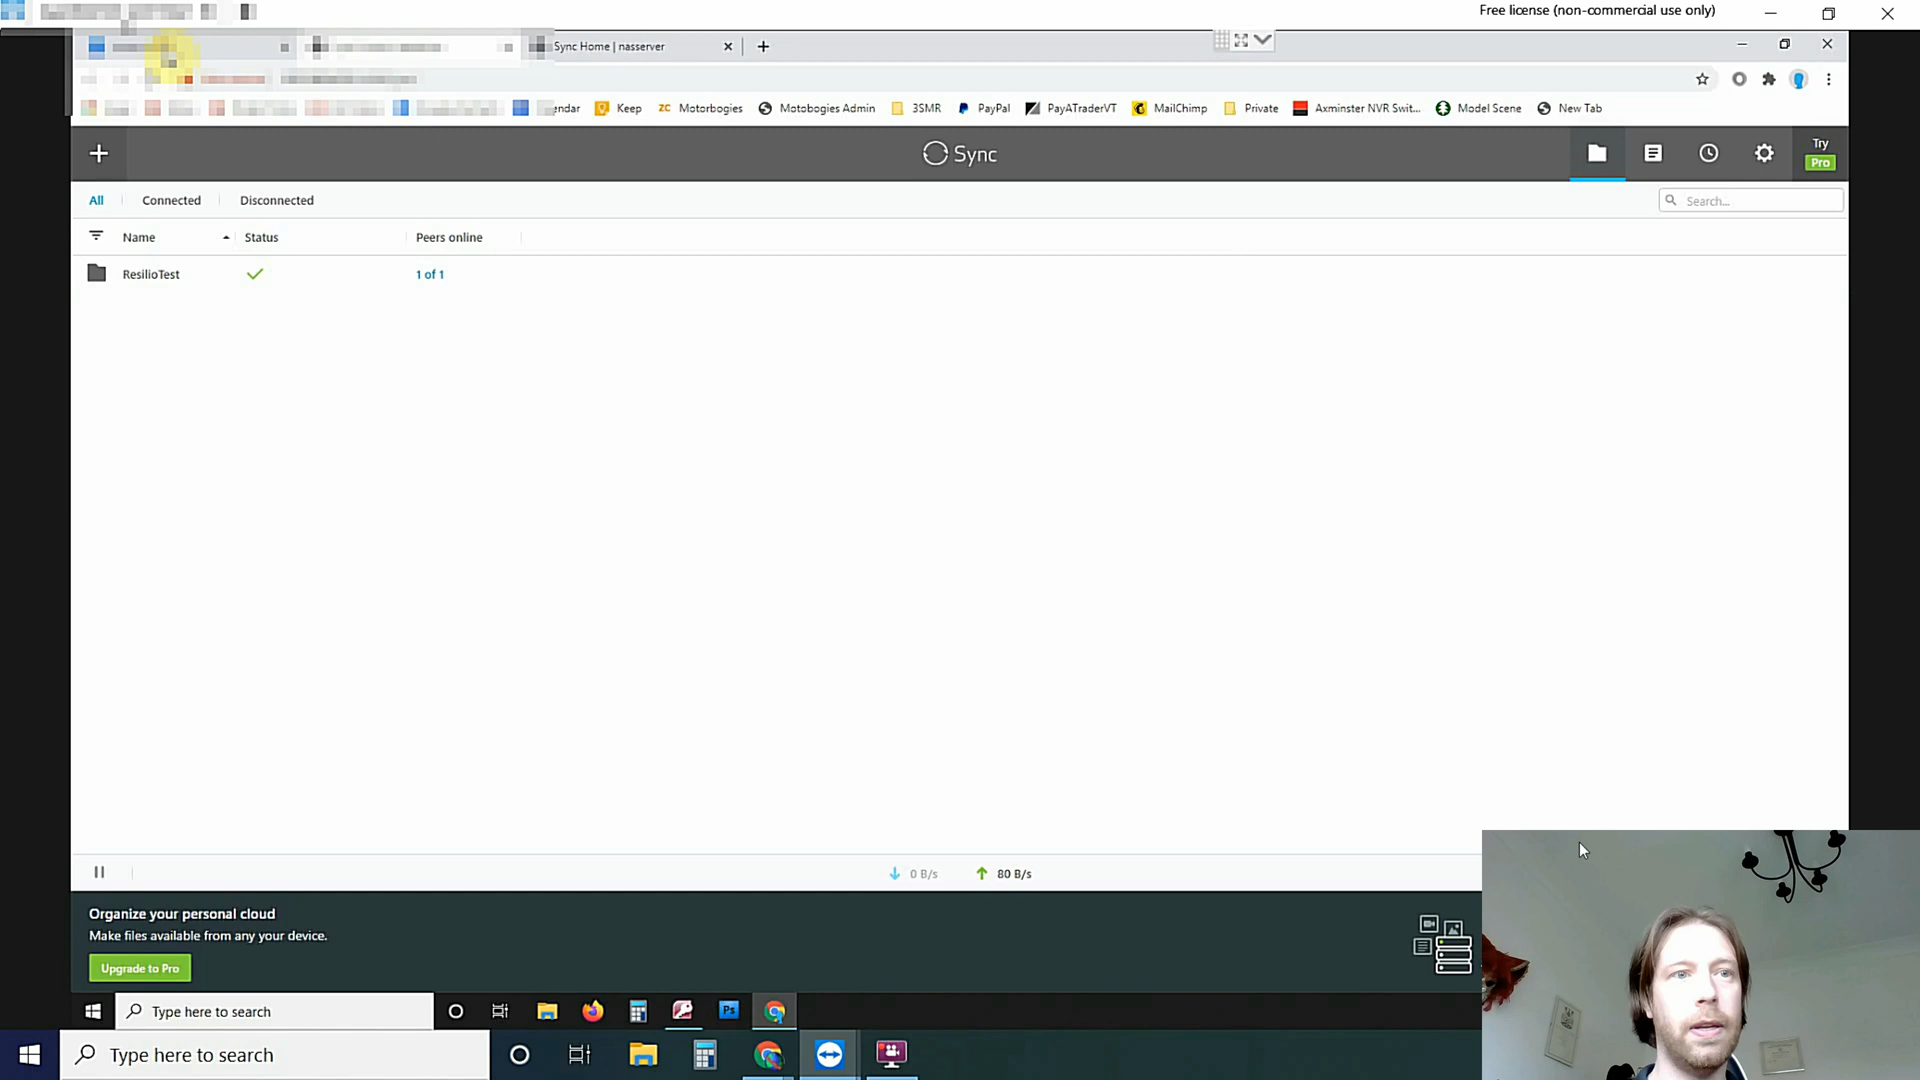 Free license (non-commercial use only)
Sync Home | nasserver
Keep
Motorbogies
Motobogies Admin
3SMR
PayPal
PayATraderVT
MailChimp
Private
Axminster NVR Swit...
Model Scene
New Tab
Sync
Try
Pro
All
Connected
Disconnected
Search...
Name
Status
Peers online
ResilioTest
1 of 1
0 B/s
80 B/s
Organize your personal cloud
Make files available from any your device.
Upgrade to Pro
Type here to search
Ps
Type here to search